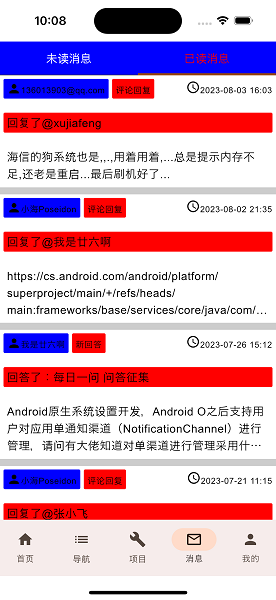 10:08
未读消息
已读消息
评论回复
2023-08-03 16:03
回复了@xujiafeng
海信的狗系统也是,,,,用着用着,...总是提示内存不
足,还老是重启...最后刷机好了...
评论回复
2023-08-02 21:35
回复了@我是廿六啊
https://cs.android.com/android/platform/
superproject/main/+/refs/heads/
main:frameworks/base/services/core/java/com/...
我是廿六啊
新回答
2023-07-26 15:12
回答了：每日一问 问答征集
Android原生系统设置开发，Android O之后支持用
户对应用单通知渠道（NotificationChannel）进行
管理，请问有大佬知道对单渠道进行管理采用什…
评论回复
2023-07-21 11:15
回复了@张小飞
首页
导航
项目
消息
我的